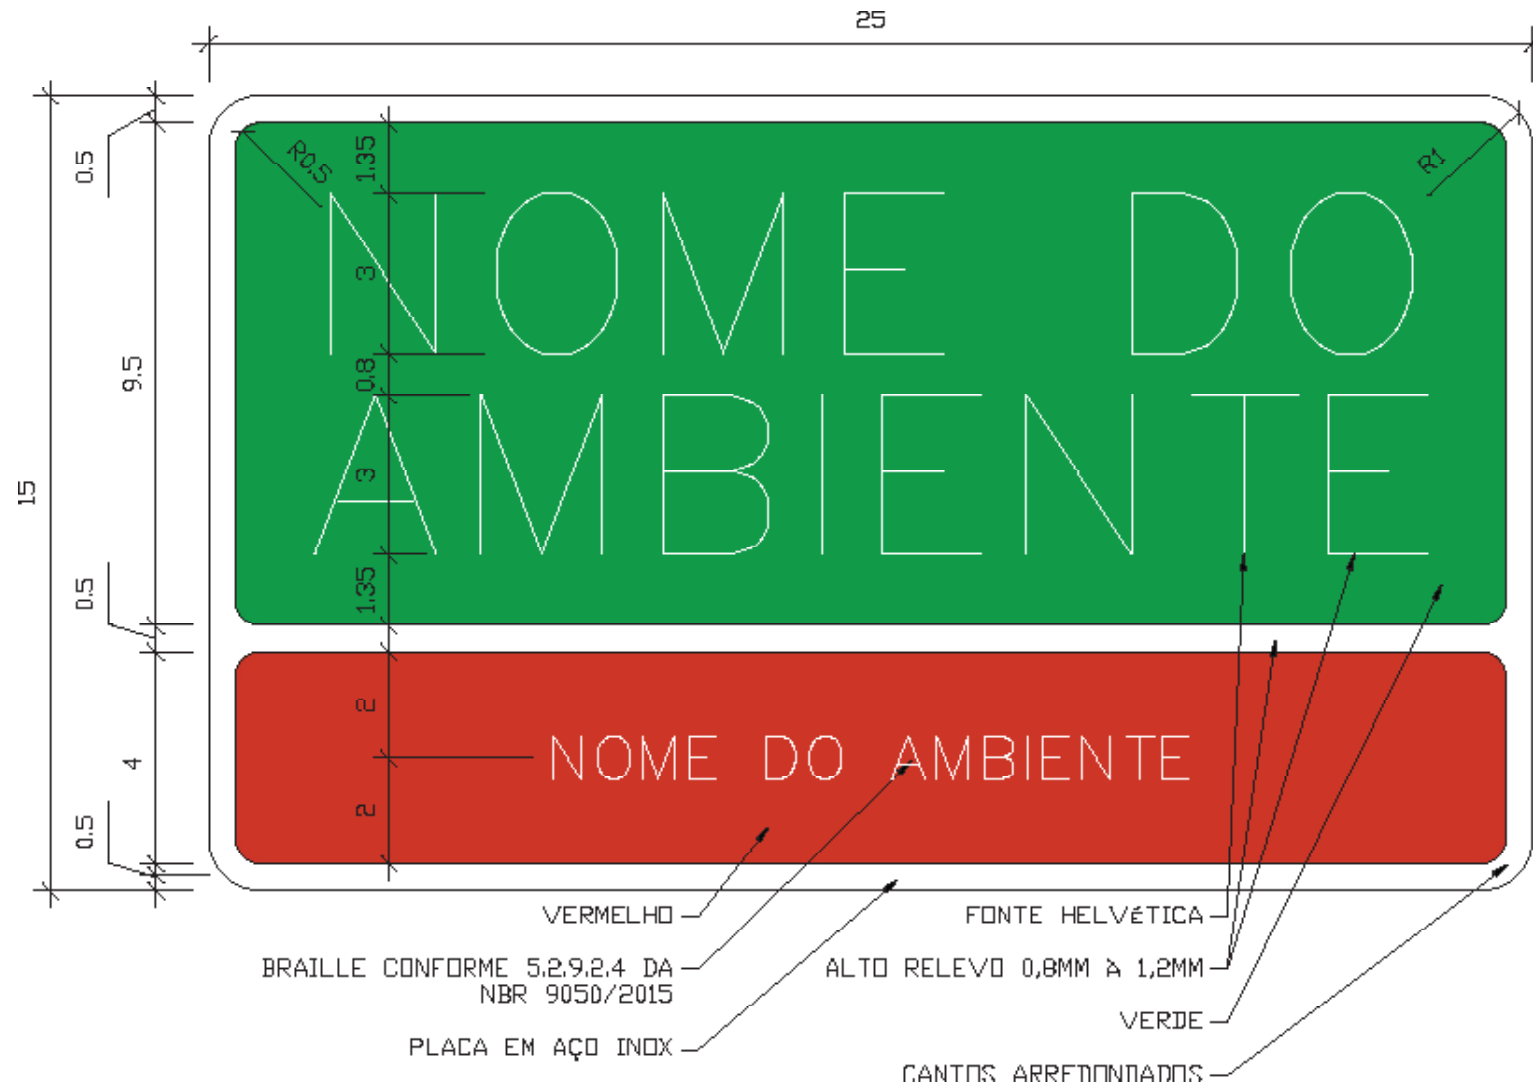 25
0.5
R0.5
1.35
R1
NOME DO
3
9.5
0.8
AMBIENTE
3
15
0.5
1.35
2
NOME DO AMBIENTE
4
2
0.5
VERMELHO
FONTE HELVéTICA
BRAILLE CONFORME 5.2.9.2.4 DA
NBR 9050/2015
ALTO RELEVO 0,8MM À 1,2MM
VERDE
PLACA EM AÇO INOX
CANTOS ARREDONDADOS